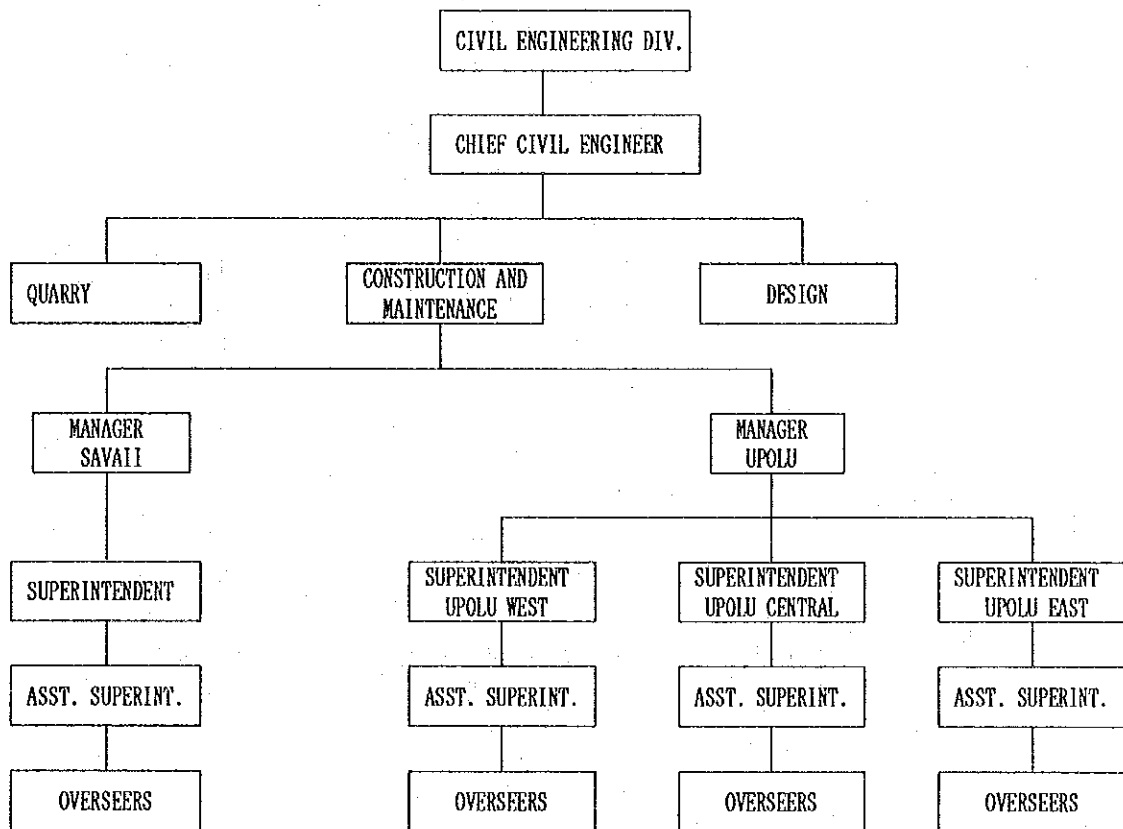 CIVIL ENGINEERING DIV.
CHIEF CIVIL ENGINEER
QUARRY
CONSTRUCTION AND
MAINTENANCE
DESIGN
MANAGER
SAVAII
MANAGER
UPOLU
SUPERINTENDENT
SUPERINTENDENT
UPOLU WEST
SUPERINTENDENT
UPOLU CENTRAL
SUPERINTENDENT
UPOLU EAST
ASST. SUPERINT.
ASST. SUPERINT.
ASST. SUPERINT.
ASST. SUPERINT.
OVERSEERS
OVERSEERS
OVERSEERS
OVERSEERS